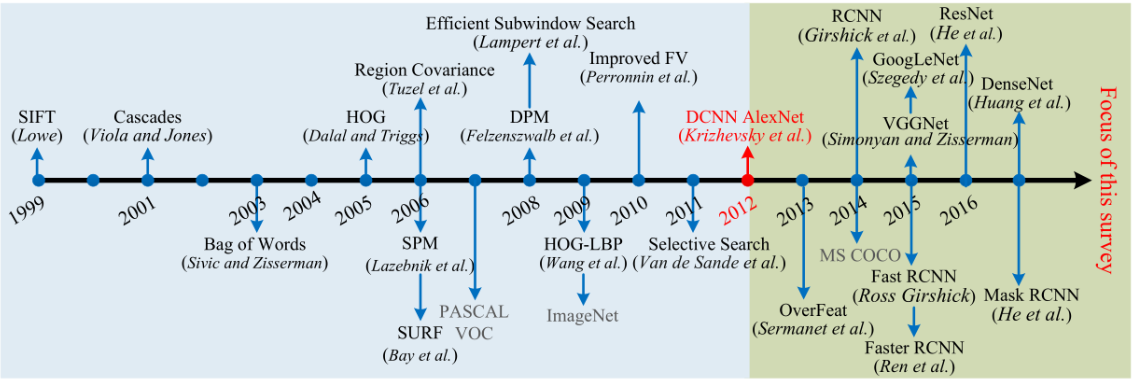 SIFT
(Lowe)
Cascades
(Viola and Jones)
HOG
(Dalal and Triggs)
Region Covariance
(Tuzel et al.)
Efficient Subwindow Search
(Lampert et al.)
DPM
(Felzenszwalb et al.)
Improved FV
(Perronnin et al.)
DCNN AlexNet
(Krizhevsky et al.)
RCNN
(Girshick et al.)
GoogLeNet
(Szegedy et al.)
VGGNet
(Simonyan and Zisserman)
ResNet
(He et al.)
DenseNet
(Huang et al.)
Focus of this survey
1999
2001
2003
2004
2005
2006
2008
2009
2010
2011
2012
2013
2014
2015
2016
Bag of Words
(Sivic and Zisserman)
SPM
(Lazebnik et al.)
SURF
(Bay et al.)
PASCAL
VOC
HOG-LBP
(Wang et al.)
ImageNet
Selective Search
(Van de Sande et al.)
OverFeat
(Sermanet et al.)
MS COCO
Fast RCNN
(Ross Girshick)
Faster RCNN
(Ren et al.)
Mask RCNN
(He et al.)